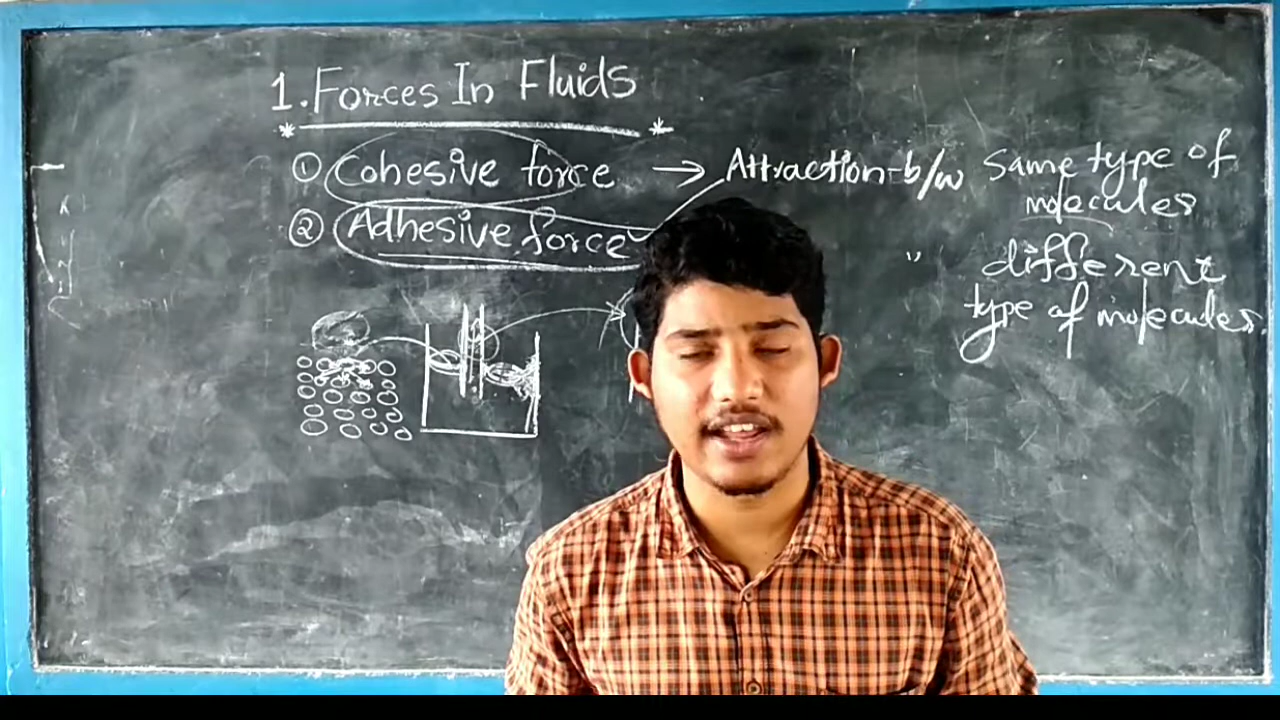 1. Forces In Fluids
① Cohesive force → Attraction b/w Same type of
molecules
② Adhesive force " different
type of molecules.